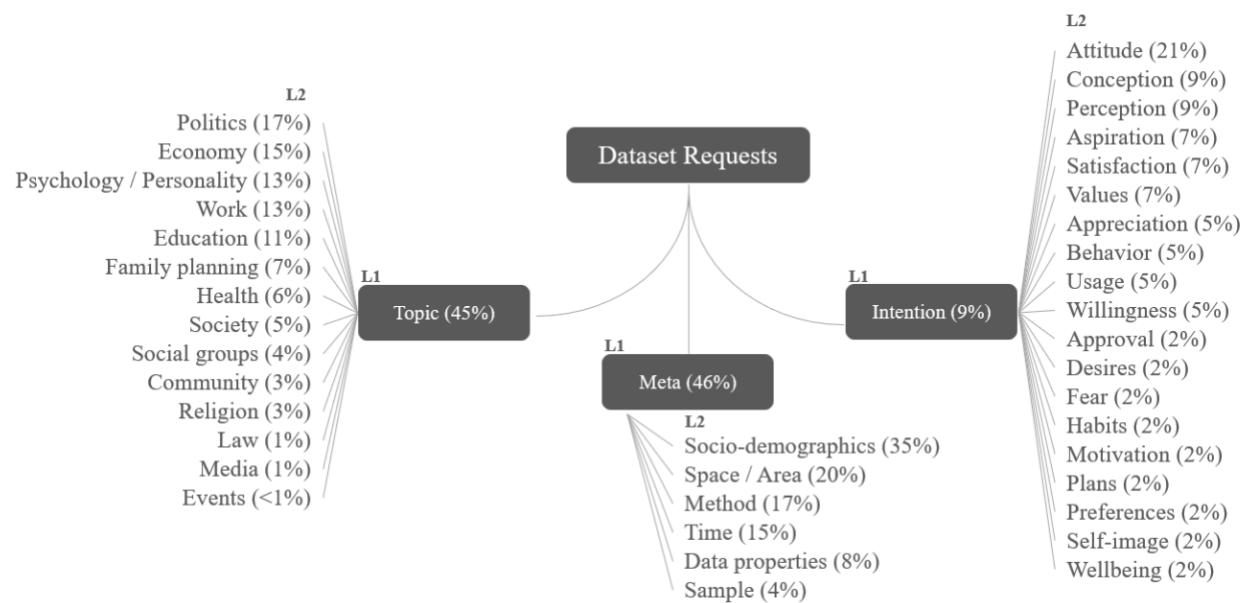 Dataset Requests
L1
Topic (45%)
L2
Politics (17%)
Economy (15%)
Psychology / Personality (13%)
Work (13%)
Education (11%)
Family planning (7%)
Health (6%)
Society (5%)
Social groups (4%)
Community (3%)
Religion (3%)
Law (1%)
Media (1%)
Events (<1%)
L1
Meta (46%)
L2
Socio-demographics (35%)
Space / Area (20%)
Method (17%)
Time (15%)
Data properties (8%)
Sample (4%)
L1
Intention (9%)
L2
Attitude (21%)
Conception (9%)
Perception (9%)
Aspiration (7%)
Satisfaction (7%)
Values (7%)
Appreciation (5%)
Behavior (5%)
Usage (5%)
Willingness (5%)
Approval (2%)
Desires (2%)
Fear (2%)
Habits (2%)
Motivation (2%)
Plans (2%)
Preferences (2%)
Self-image (2%)
Wellbeing (2%)